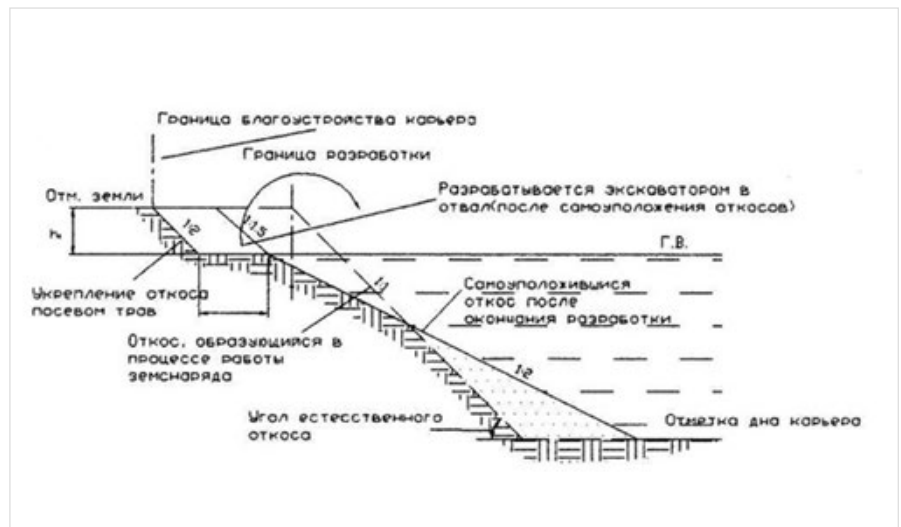 Граница благоустройства карьера
Граница разработки
Отм. земли
Разрабатывается экскаватором в
отвал(после самоуположения откосов)
1:2
1:1.5
Г.В.
1:1
Укрепление откоса
посевом трав
Самоуположившийся
откос после
окончания разработки
Откос, образующийся в
процессе работы
земснаряда
1:2
Угол естесственного
откоса
Отметка дна карьера